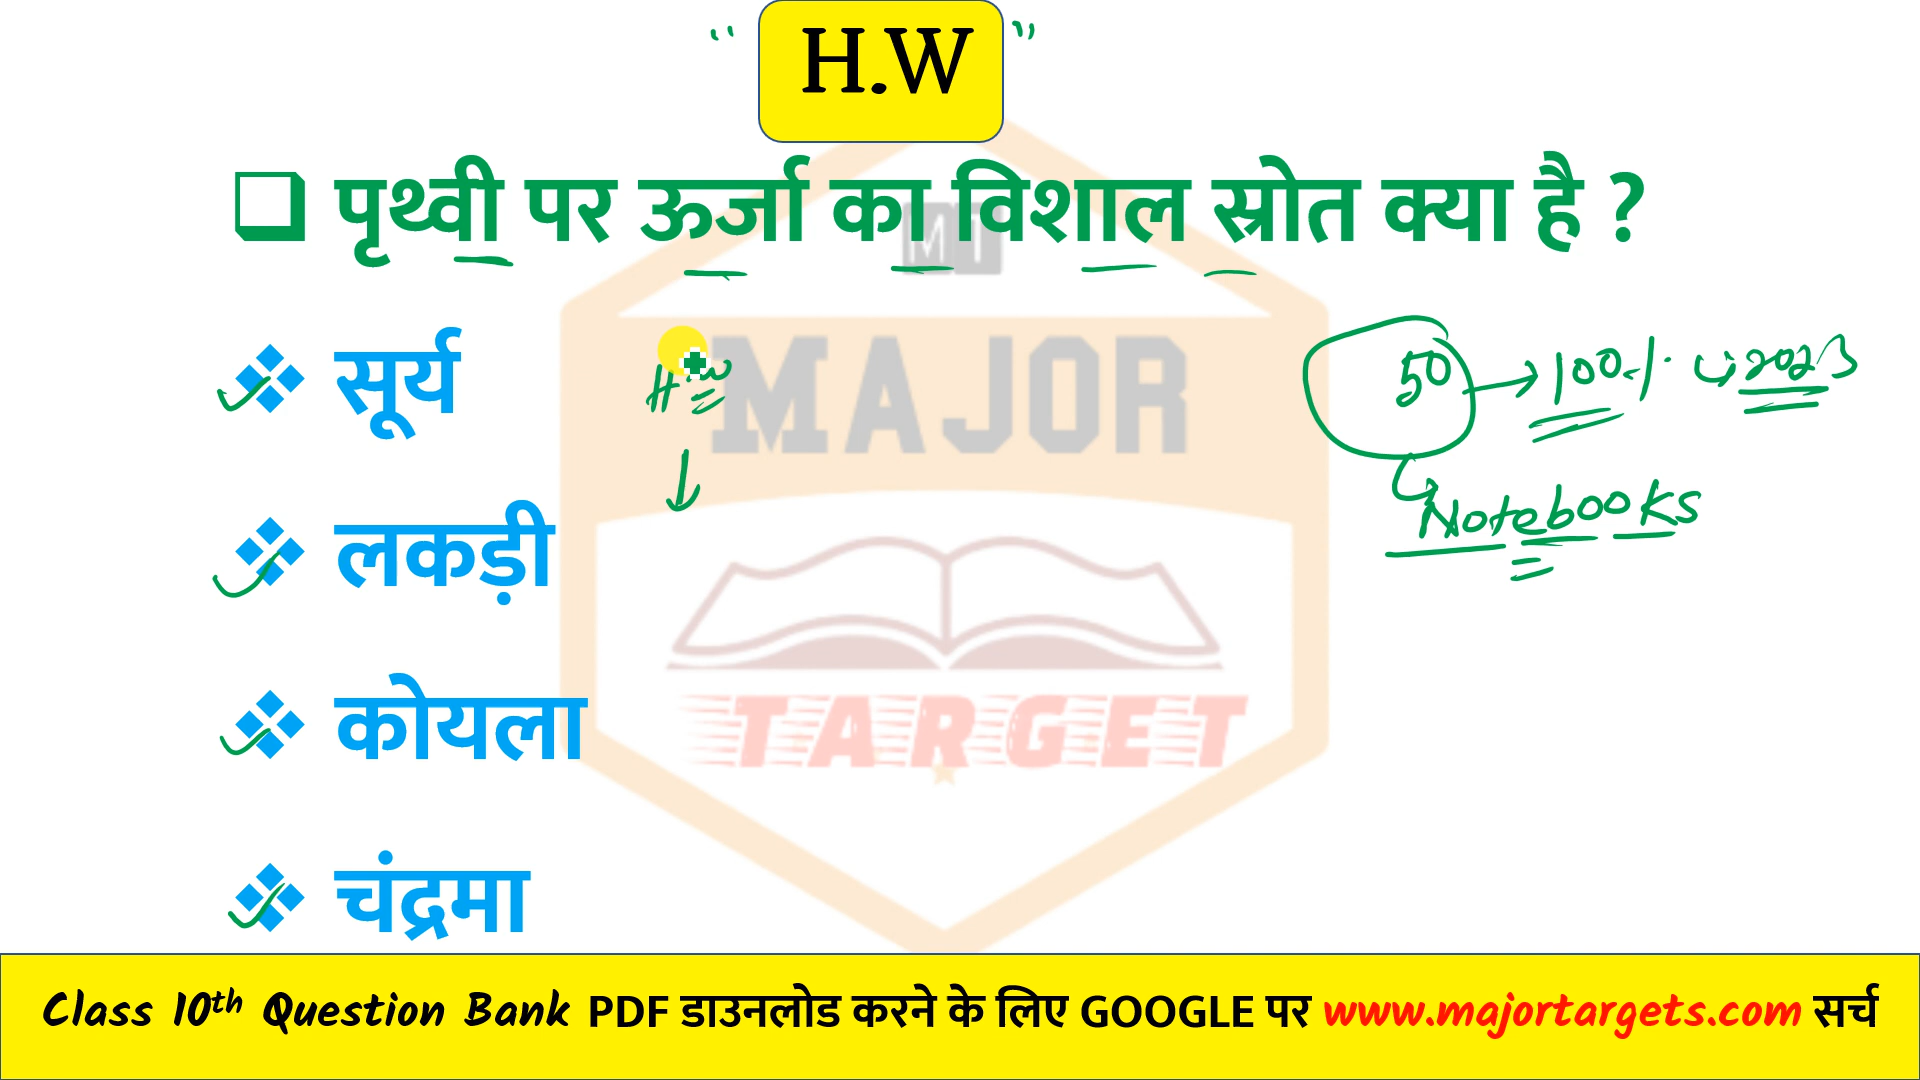 " H.W "
पृथ्वी पर ऊर्जा का विशाल स्रोत क्या है ?
MT
सूर्य
H.W
50 → 100% 2023
MAJOR
Notebooks
लकड़ी
कोयला
TARGET
चंद्रमा
Class 10th Question Bank PDF डाउनलोड करने के लिए GOOGLE पर www.majortargets.com सर्च